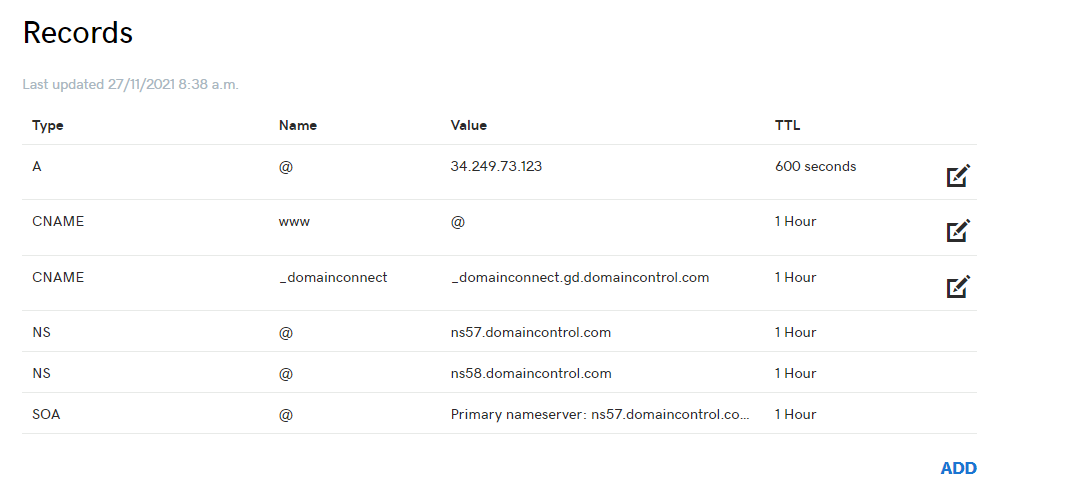 Records
Last updated 27/11/2021 8:38 a.m.
Type Name Value TTL
A @ 34.249.73.123 600 seconds
CNAME www @ 1 Hour
CNAME _domainconnect _domainconnect.gd.domaincontrol.com 1 Hour
NS @ ns57.domaincontrol.com 1 Hour
NS @ ns58.domaincontrol.com 1 Hour
SOA @ Primary nameserver: ns57.domaincontrol.co... 1 Hour
ADD